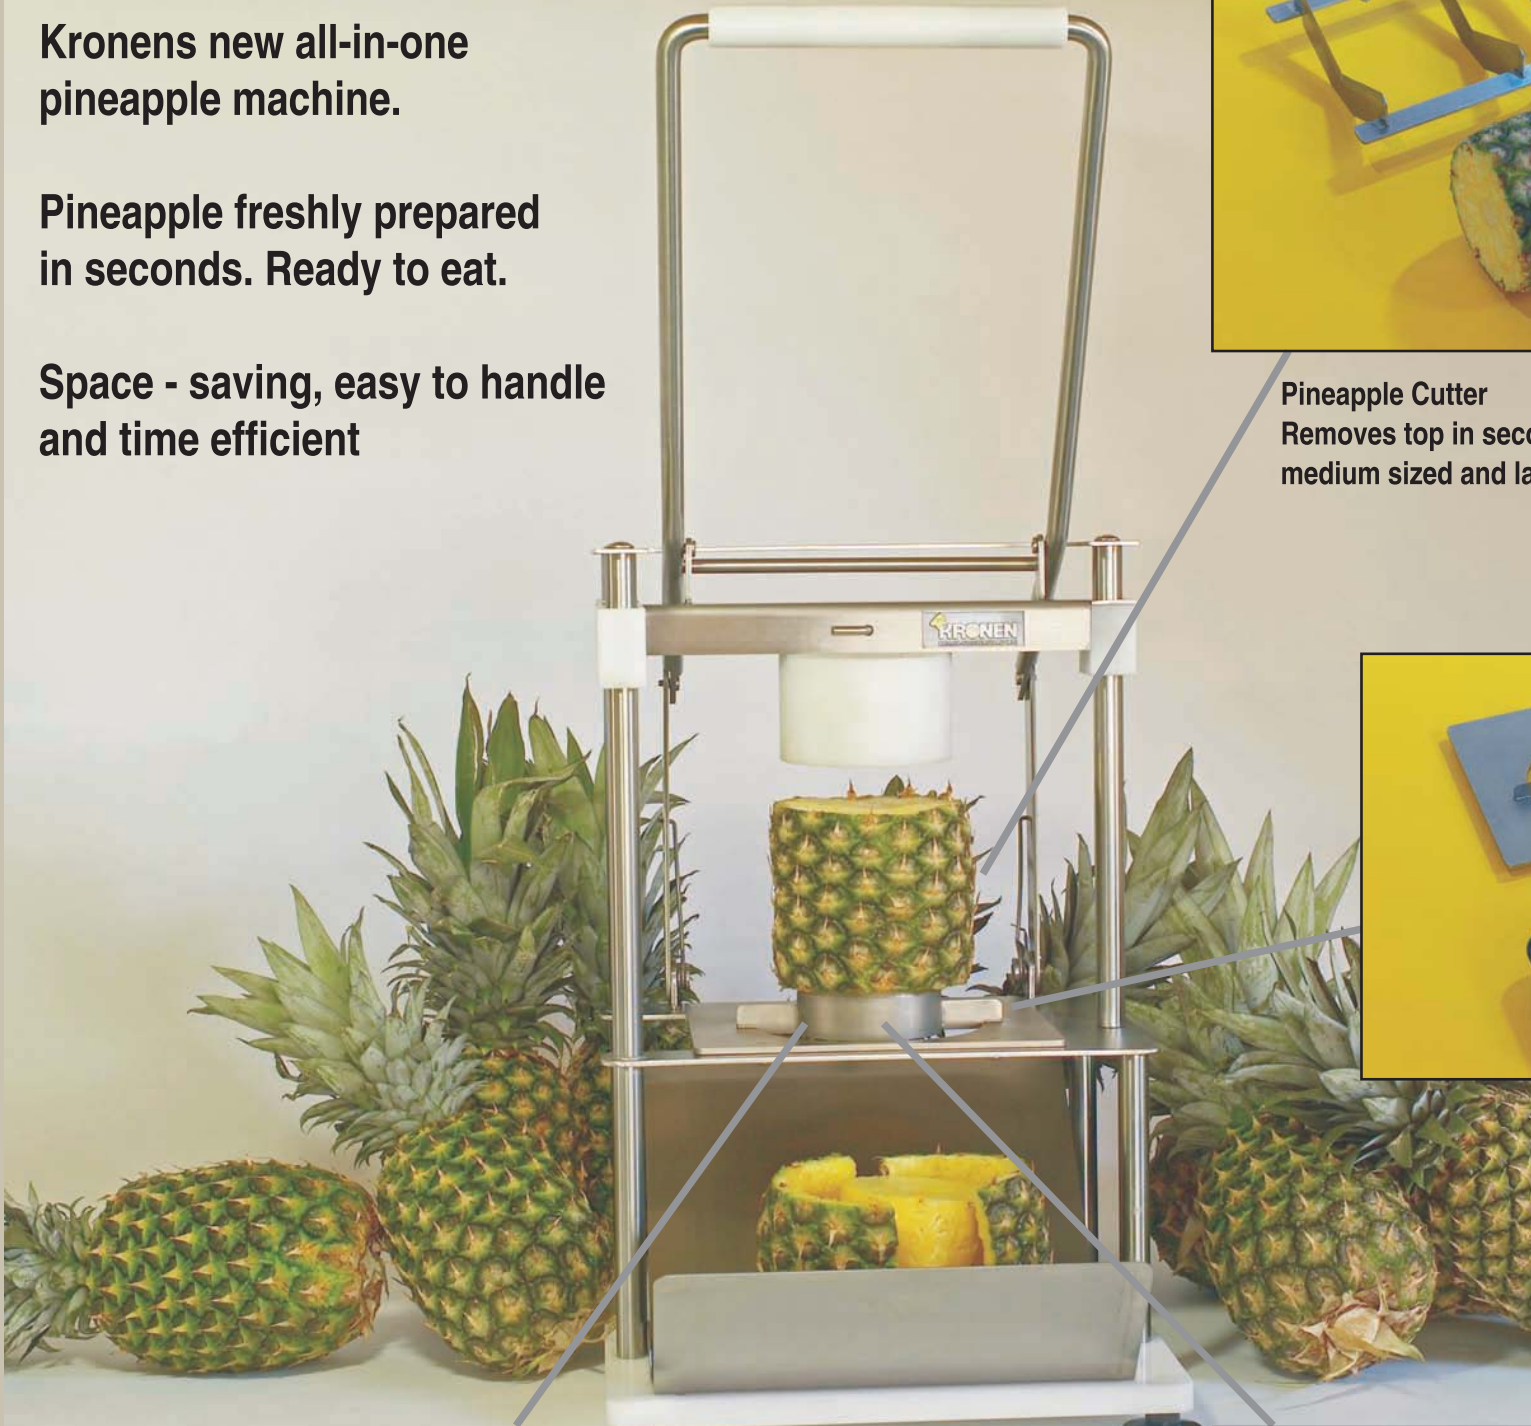 Kronens new all-in-one
pineapple machine.
Pineapple freshly prepared
in seconds. Ready to eat.
Space - saving, easy to handle
and time efficient
Pineapple Cutter
Removes top in
medium sized and
KRONEN